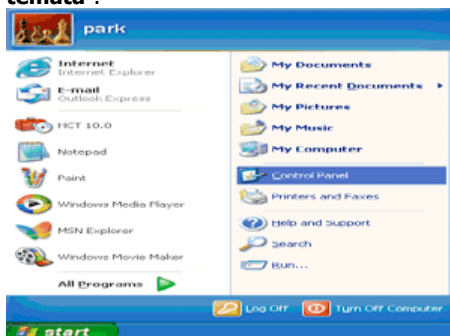 temata".
park
Internet
Internet Explorer
E-mail
Outlook Express
HCT 10.0
Notepad
Paint
Windows Media Player
MSN Explorer
Windows Movie Maker
All Programs
My Documents
My Recent Documents
My Pictures
My Music
My Computer
Control Panel
Printers and Faxes
Help and Support
Search
Run...
Log Off
Turn Off Computer
start